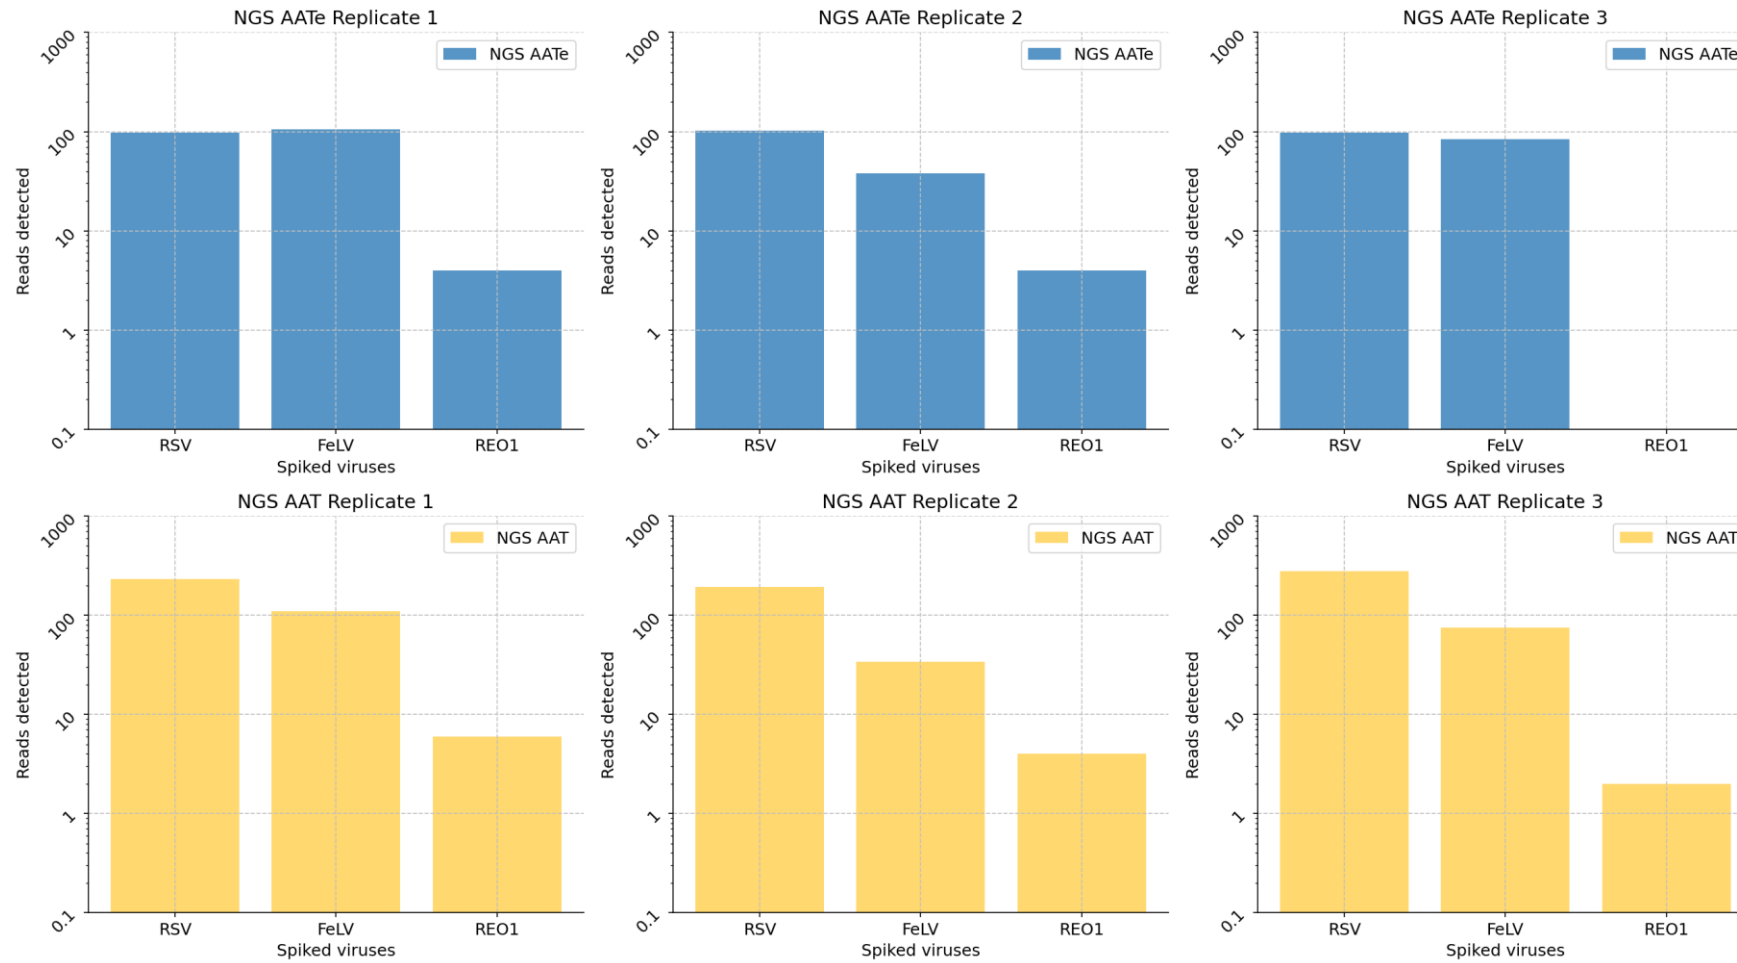 NGS AATe Replicate 1
NGS AATe
1000
100
10
1
0.1
Reads detected
RSV FeLV REO1
Spiked viruses
NGS AATe Replicate 2
NGS AATe
1000
100
10
1
0.1
Reads detected
RSV FeLV REO1
Spiked viruses
NGS AATe Replicate 3
NGS AATe
1000
100
10
1
0.1
Reads detected
RSV FeLV REO1
Spiked viruses
NGS AAT Replicate 1
NGS AAT
1000
100
10
1
0.1
Reads detected
RSV FeLV REO1
Spiked viruses
NGS AAT Replicate 2
NGS AAT
1000
100
10
1
0.1
Reads detected
RSV FeLV REO1
Spiked viruses
NGS AAT Replicate 3
NGS AAT
1000
100
10
1
0.1
Reads detected
RSV FeLV REO1
Spiked viruses